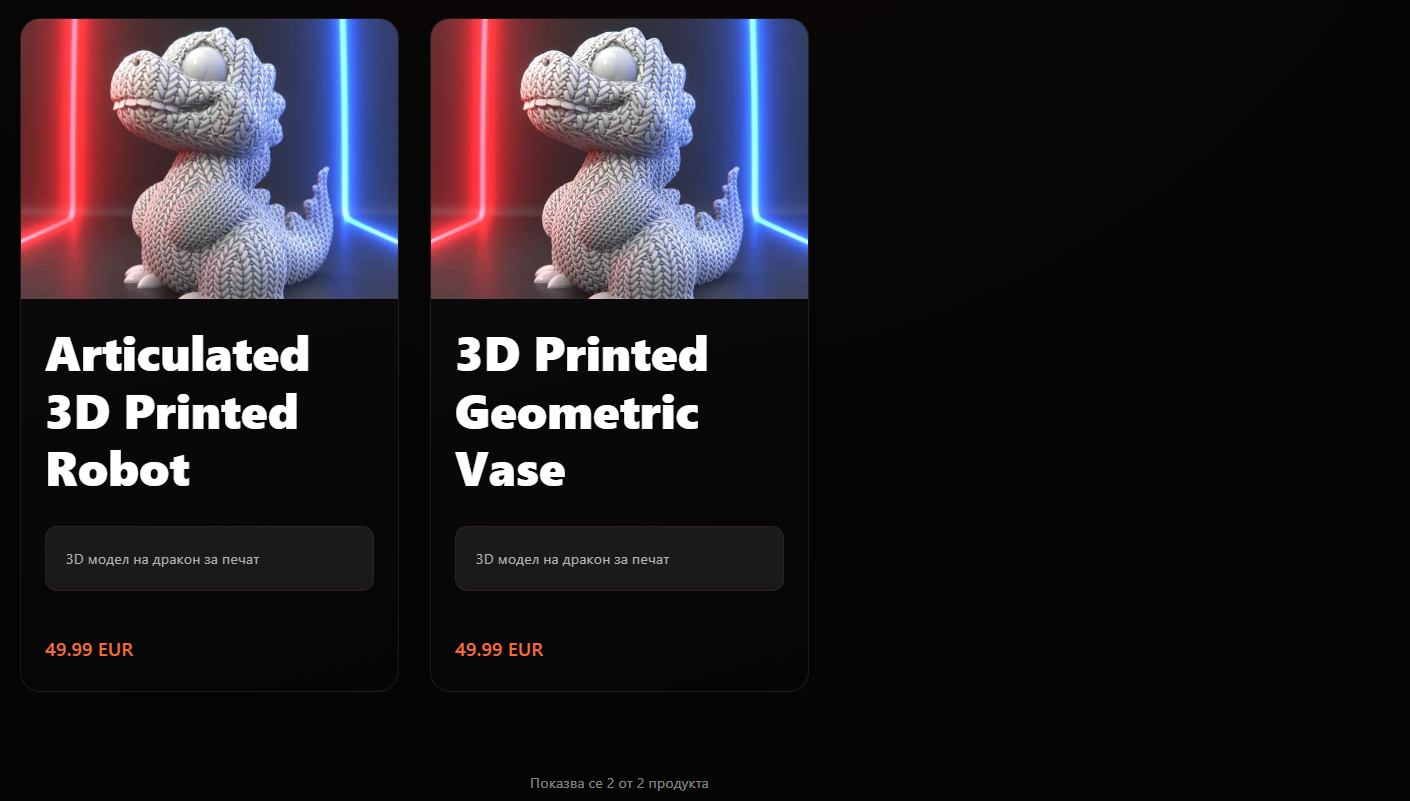 Articulated
3D Printed
Robot
3D модел на дракон за печат
49.99 EUR
3D Printed
Geometric
Vase
3D модел на дракон за печат
49.99 EUR
Показва се 2 от 2 продукта